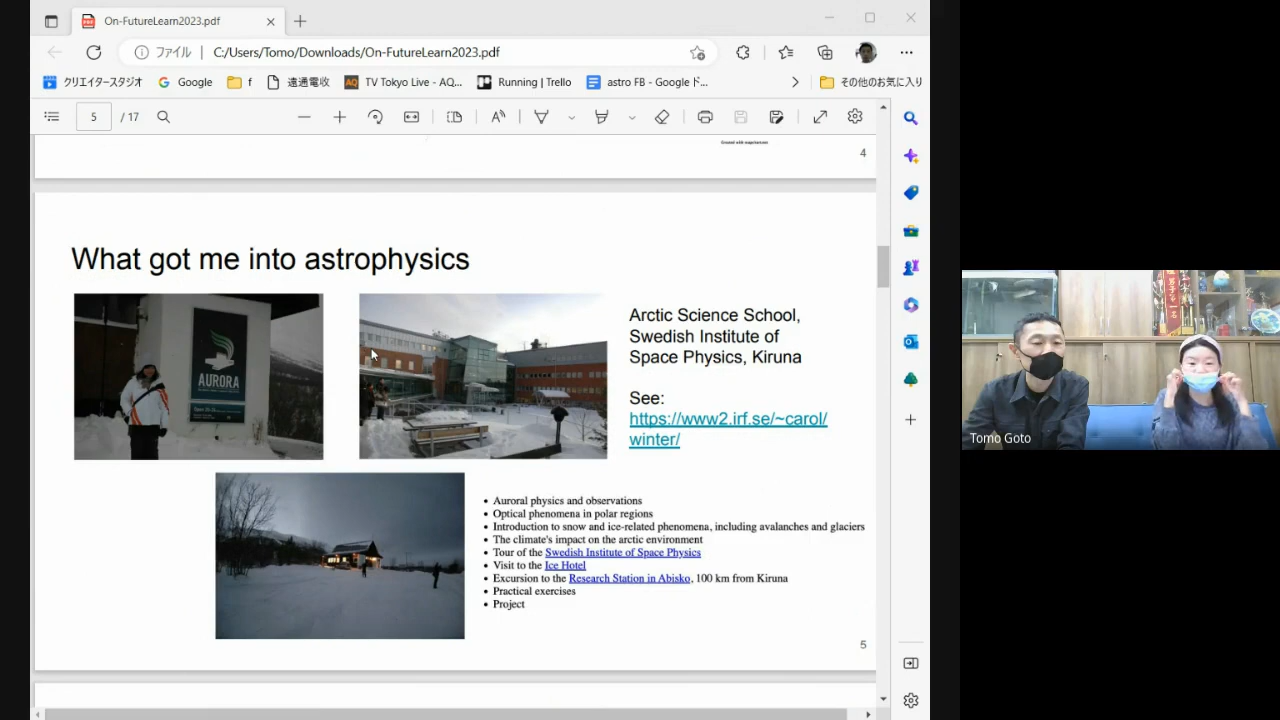 On-FutureLearn2023.pdf
ファイル
C:/Users/Tomo/Downloads/On-FutureLearn2023.pdf
クリエイタースタジオ
Google
f
遠通電収
TV Tokyo Live - AQ...
Running | Trello
astro FB - Google ド...
その他のお気に入り
5 / 17
4
What got me into astrophysics
AURORA
Arctic Science School,
Swedish Institute of
Space Physics, Kiruna
See:
https://www2.irf.se/~carol/
winter/
Auroral physics and observations
Optical phenomena in polar regions
Introduction to snow and ice-related phenomena, including avalanches and glaciers
The climate's impact on the arctic environment
Tour of the Swedish Institute of Space Physics
Visit to the Ice Hotel
Excursion to the Research Station in Abisko, 100 km from Kiruna
Practical exercises
Project
5
Tomo Goto